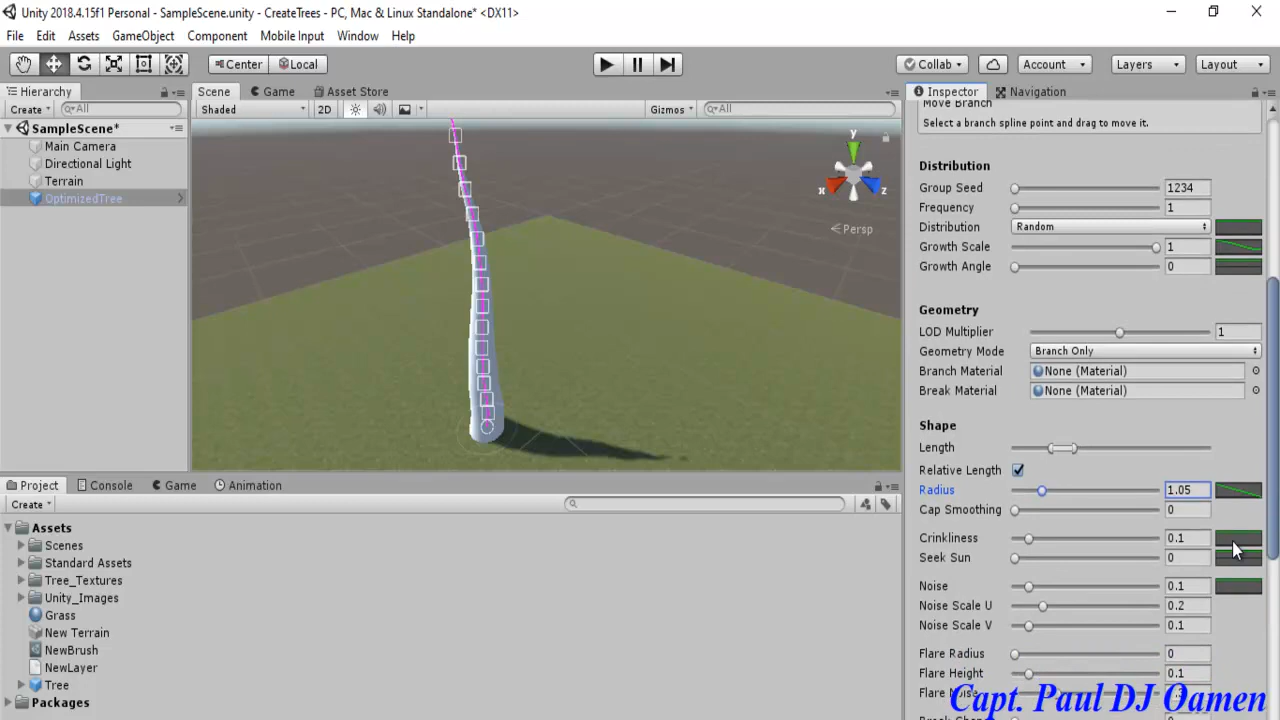 Unity 2018.4.15f1 Personal - SampleScene.unity - CreateTrees - PC, Mac & Linux Standalone* <DX11>
File Edit Assets GameObject Component Mobile Input Window Help
Center Local Collab Account Layers Layout
Hierarchy
Create All
SampleScene*
Main Camera
Directional Light
Terrain
OptimizedTree
Scene Game Asset Store
Shaded 2D Gizmos All
y
x z
Persp
Inspector Navigation
Move Branch
Select a branch spline point and drag to move it.
Distribution
Group Seed 1234
Frequency 1
Distribution Random
Growth Scale 1
Growth Angle 0
Geometry
LOD Multiplier 1
Geometry Mode Branch Only
Branch Material None (Material)
Break Material None (Material)
Shape
Length
Relative Length
Radius 1.05
Cap Smoothing 0
Crinkliness 0.1
Seek Sun 0
Noise 0.1
Noise Scale U 0.2
Noise Scale V 0.1
Flare Radius 0
Flare Height 0.1
Flare Noise
Project Console Game Animation
Create
Assets
Scenes
Standard Assets
Tree_Textures
Unity_Images
Grass
New Terrain
NewBrush
NewLayer
Tree
Packages
Capt. Paul DJ Oamen